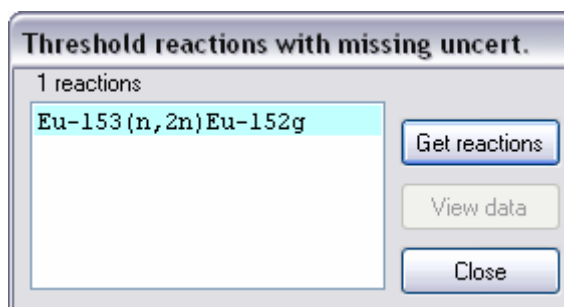 Threshold reactions with missing uncert.
1 reactions
Eu-153(n,2n)Eu-152g
Get reactions
View data
Close